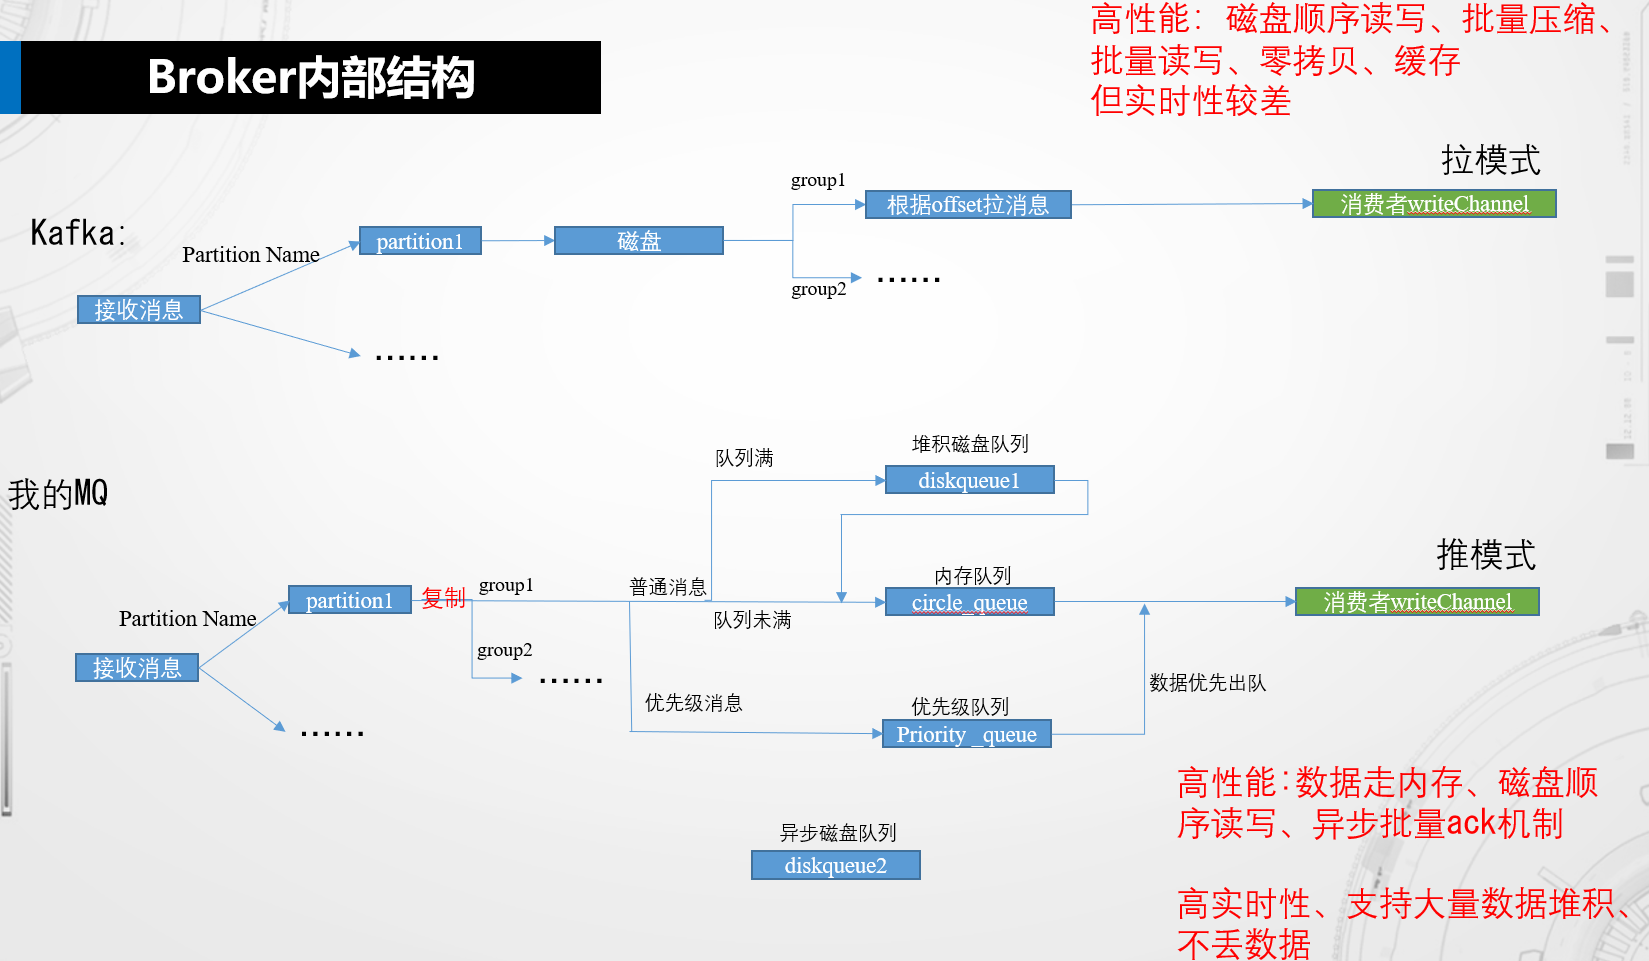 高性能：磁盘顺序读写、批量压缩、
批量读写、零拷贝、缓存
但实时性较差
Broker内部结构
拉模式
Kafka:
group1
根据offset拉消息
消费者writeChannel
Partition Name
partition1
磁盘
......
group2
接收消息
......
堆积磁盘队列
队列满
diskqueue1
我的MQ
推模式
内存队列
普通消息
group1
partition1
复制
circle_queue
消费者writeChannel
Partition Name
队列未满
group2
接收消息
......
数据优先出队
优先级消息
优先级队列
Priority _queue
......
高性能:数据走内存、磁盘顺
序读写、异步批量ack机制
异步磁盘队列
diskqueue2
高实时性、支持大量数据堆积、
不丢数据